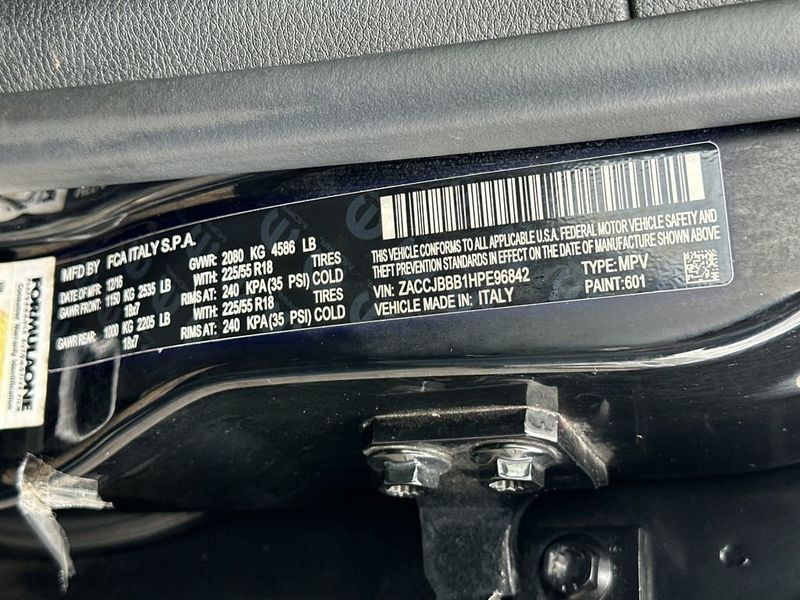 MFD BY FCA ITALY S.P.A.
DATE OF MFR 12/16 GVWR: 2080 KG 4586 LB
GAWR FRONT: 1150 KG 2535 LB WITH: 225/55 R18 TIRES
18x7 RIMS AT: 240 KPA (35 PSI) COLD
GAWR REAR: 1000 KG 2205 LB WITH: 225/55 R18 TIRES
18x7 RIMS AT: 240 KPA (35 PSI) COLD
THIS VEHICLE CONFORMS TO ALL APPLICABLE U.S.A. FEDERAL MOTOR VEHICLE SAFETY AND
THEFT PREVENTION STANDARDS IN EFFECT ON THE DATE OF MANUFACTURE SHOWN ABOVE.
VIN: ZACCJBBB1HPE96842 TYPE: MPV
VEHICLE MADE IN: ITALY PAINT: 601
FORMULAONE
Consumer Warranty Identification